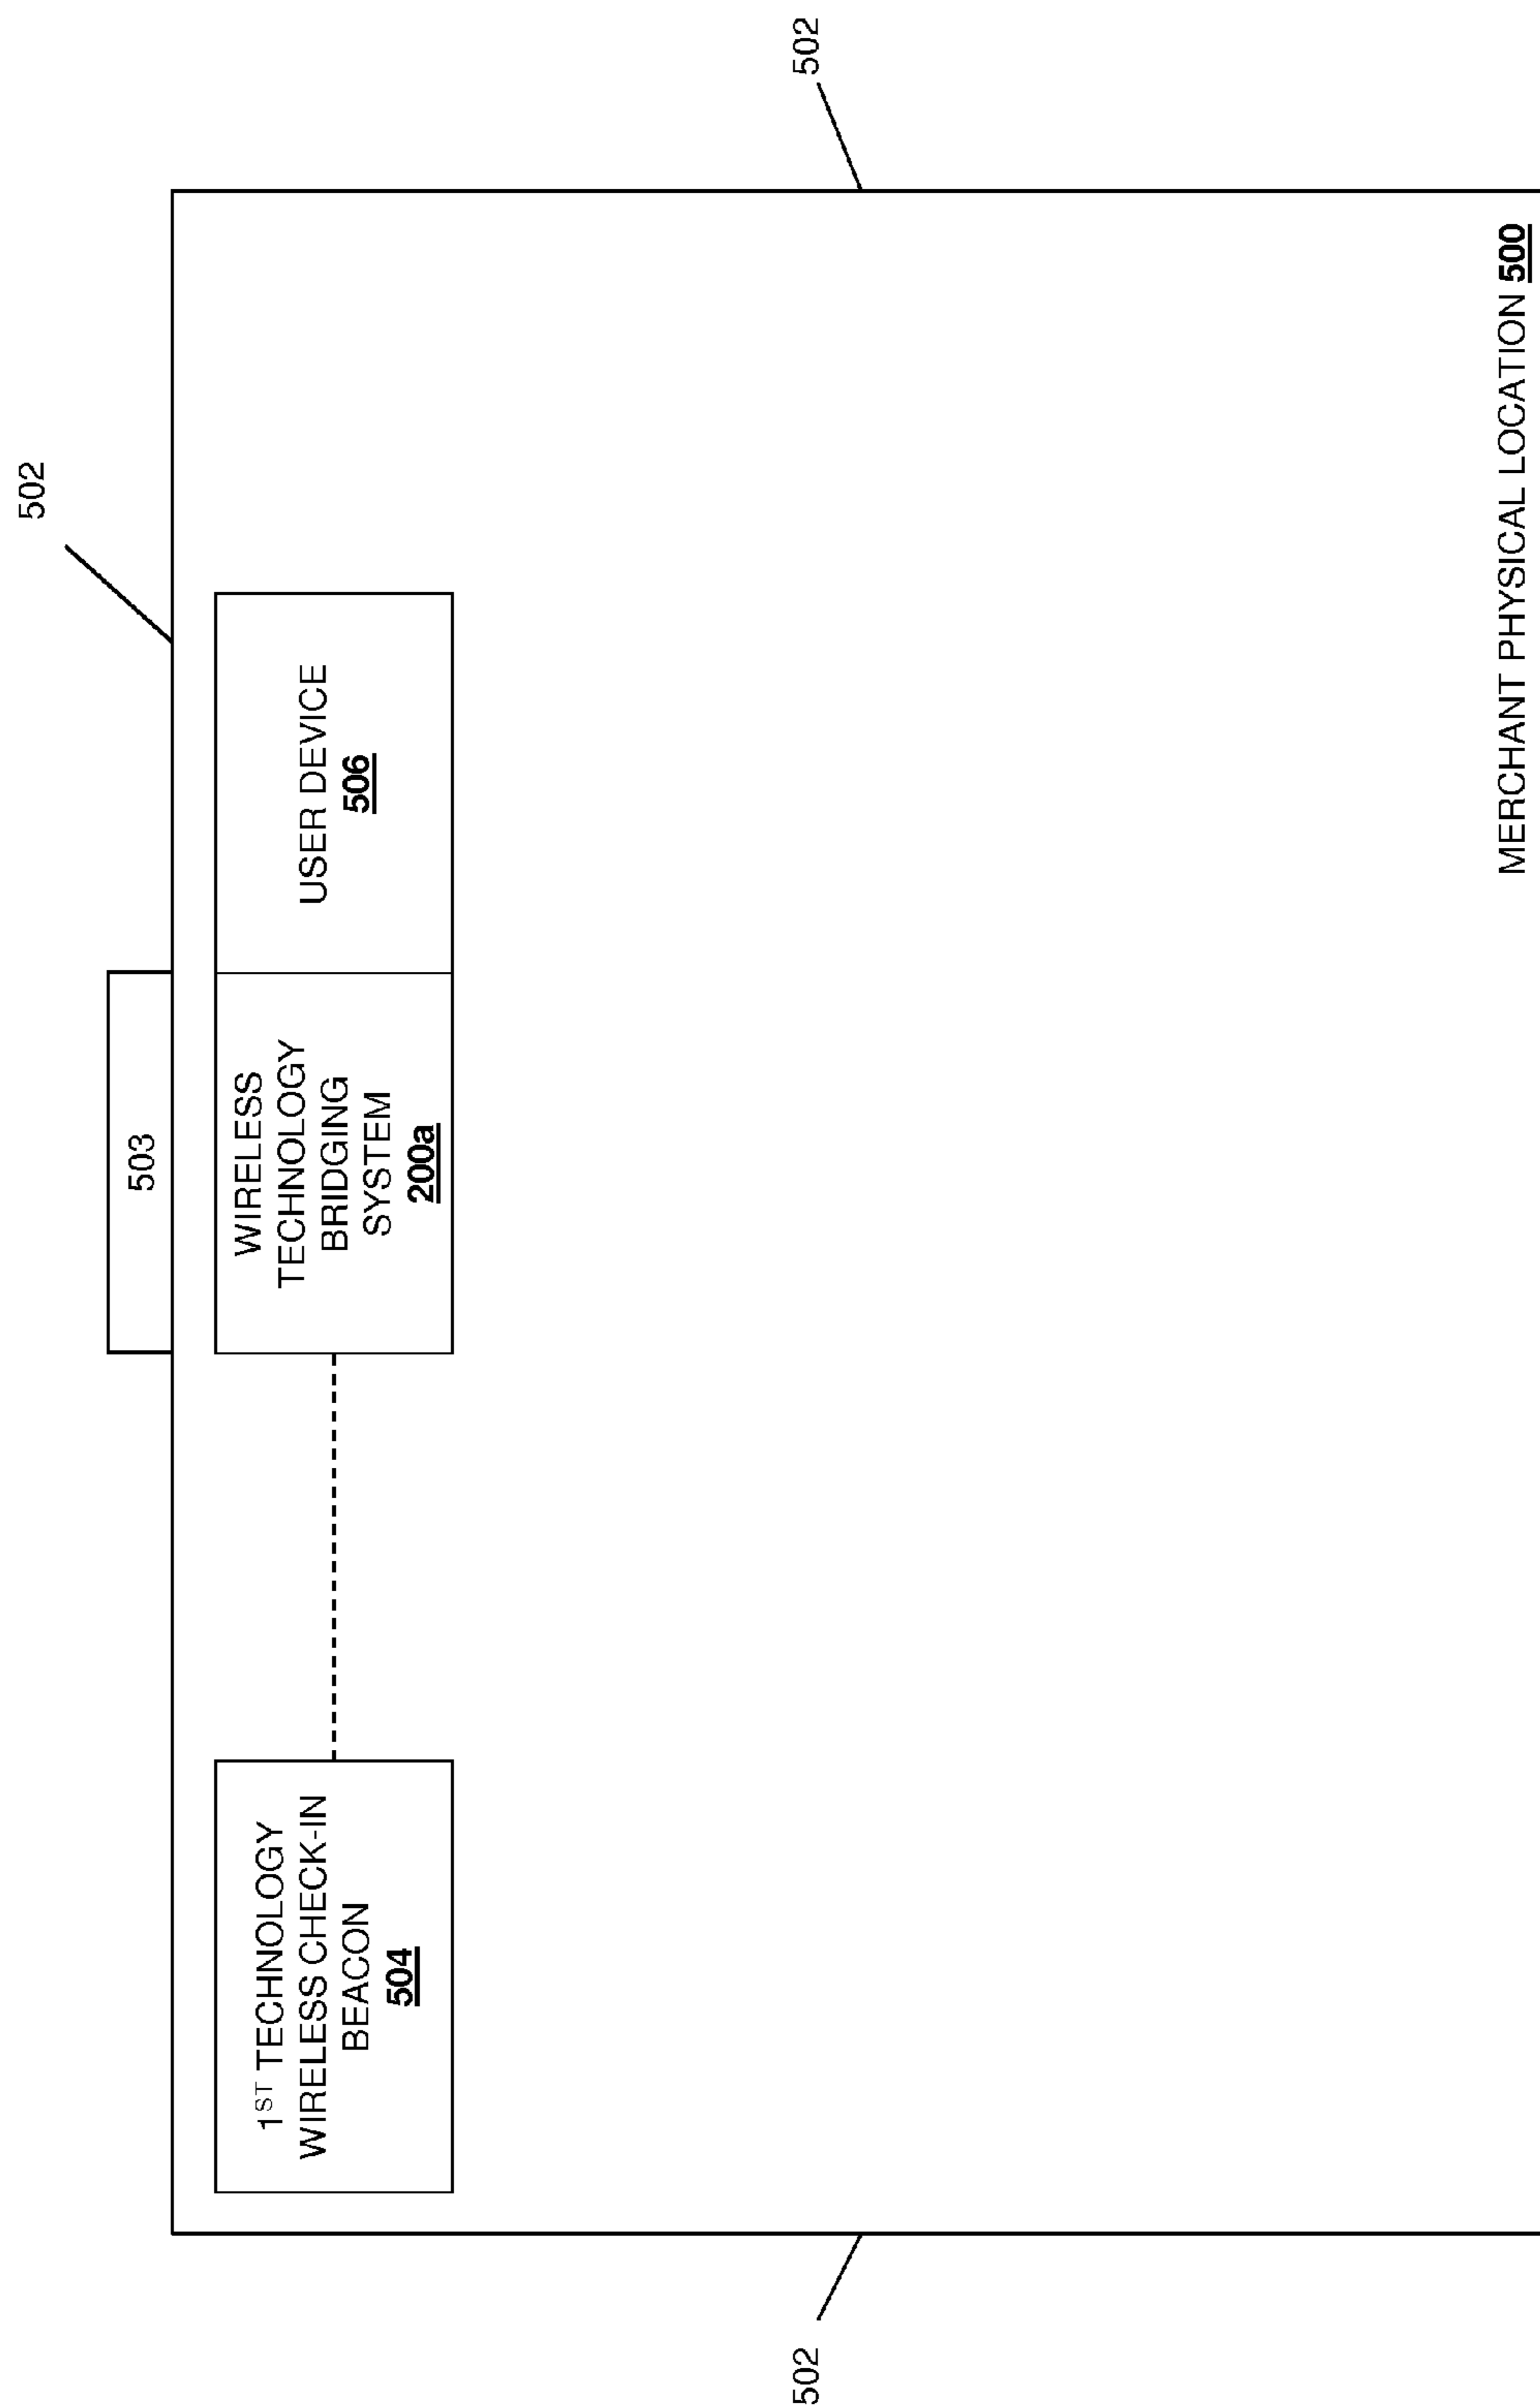 502
503
1ST TECHNOLOGY
WIRELESS CHECK-IN
BEACON
504
WIRELESS
TECHNOLOGY
BRIDGING
SYSTEM
200a
USER DEVICE
506
502
502
MERCHANT PHYSICAL LOCATION 500